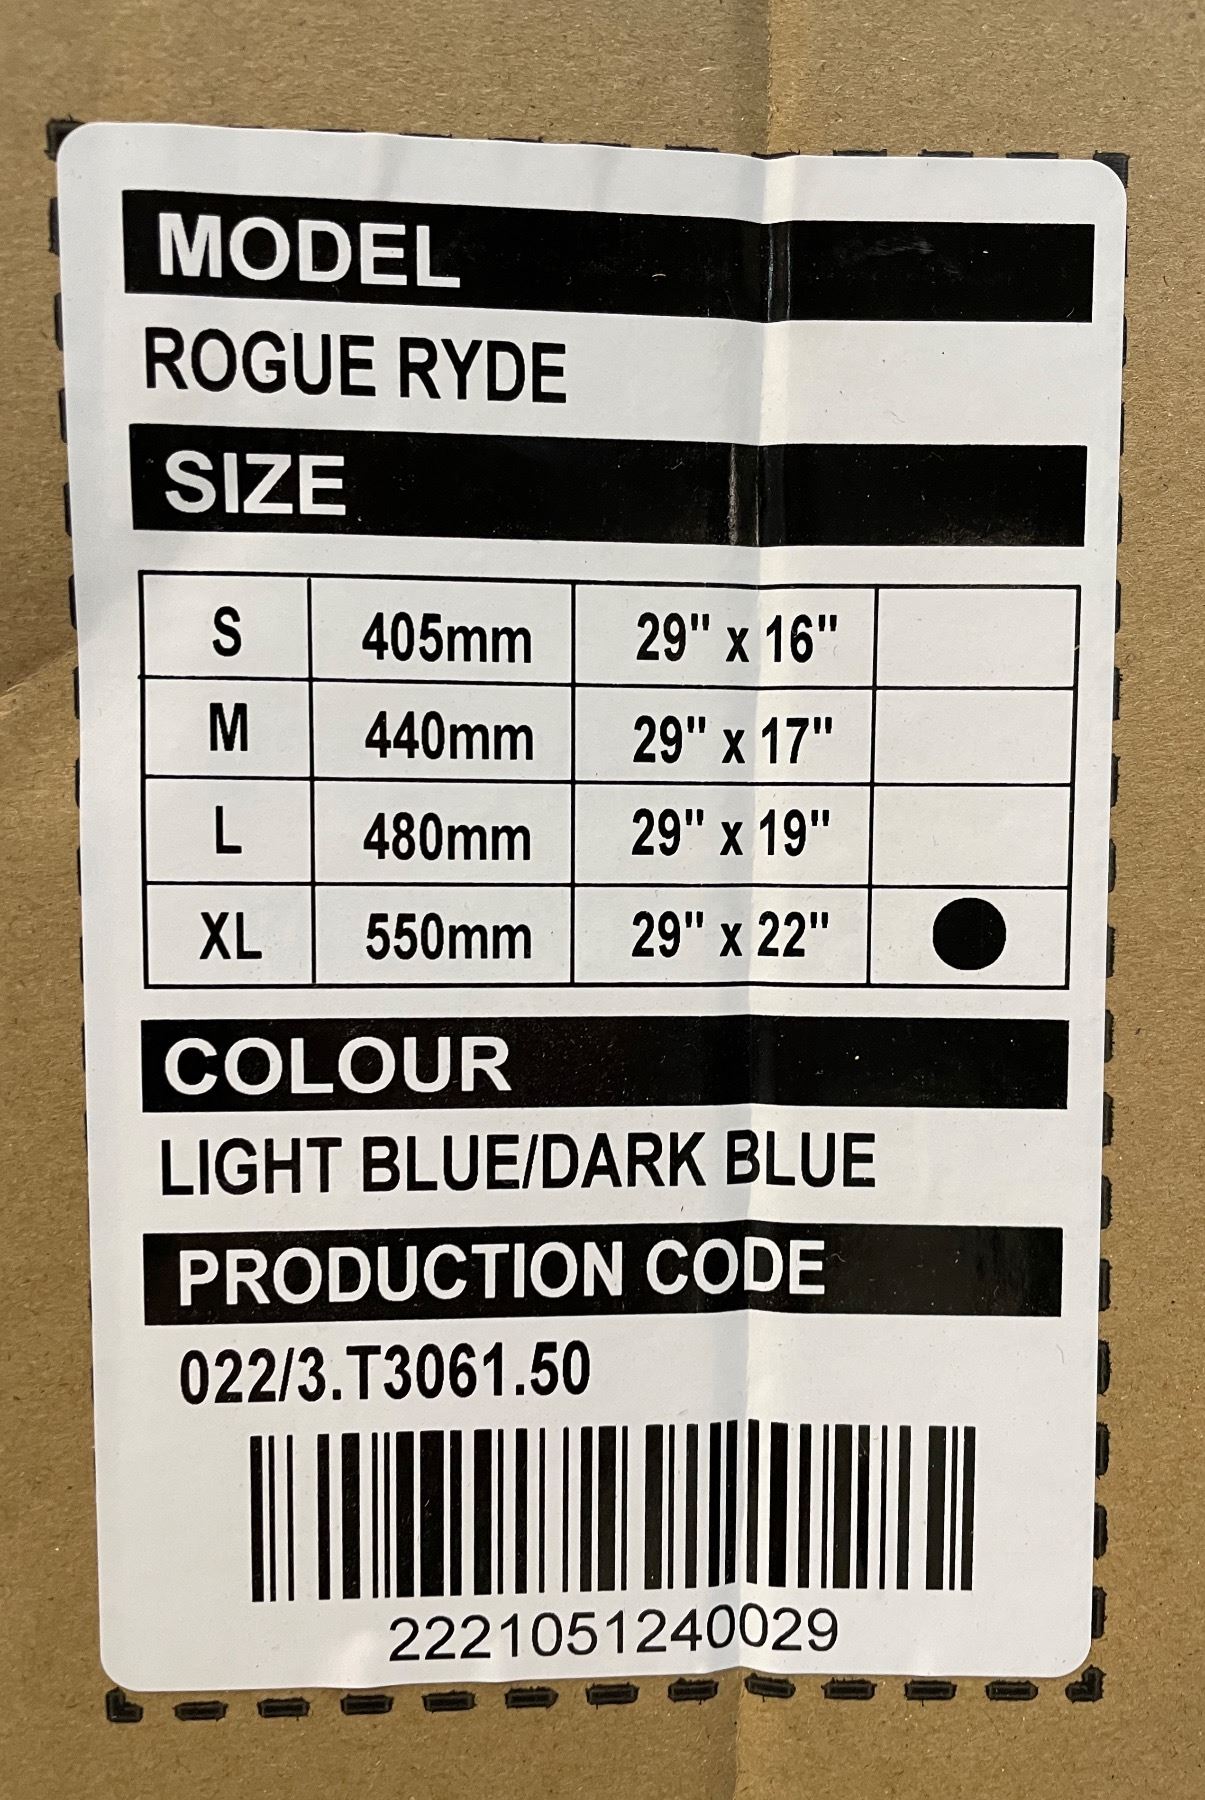 MODEL
ROGUE RYDE
SIZE
S 405mm 29" x 16"
M 440mm 29" x 17"
L 480mm 29" x 19"
XL 550mm 29" x 22"
COLOUR
LIGHT BLUE/DARK BLUE
PRODUCTION CODE
022/3.T3061.50
2221051240029